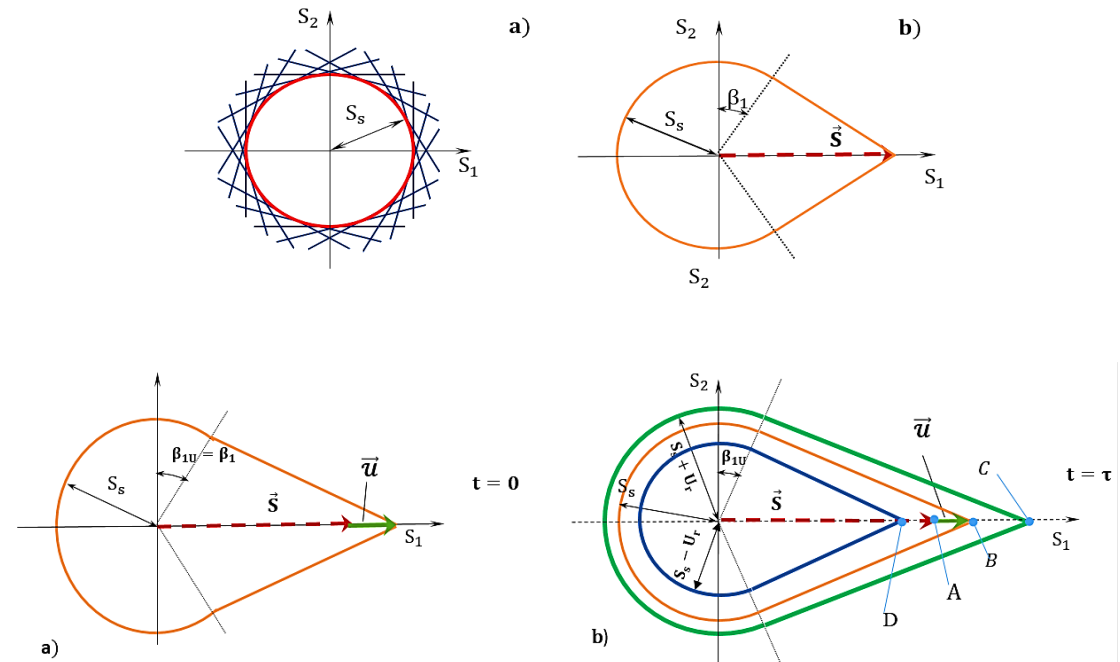 S₂
a)
Sₛ
S₁
b)
S₂
β₁
Sₛ
s⃗
S₁
S₂
β₁ᵤ = β₁
u⃗
Sₛ
s⃗
t = 0
S₁
a)
S₂
u⃗
C
Sₛ + Uᵣ
β₁ᵤ
t = τ
Sₛ
s⃗
S₁
Sₛ − Uᵣ
D
A
B
b)